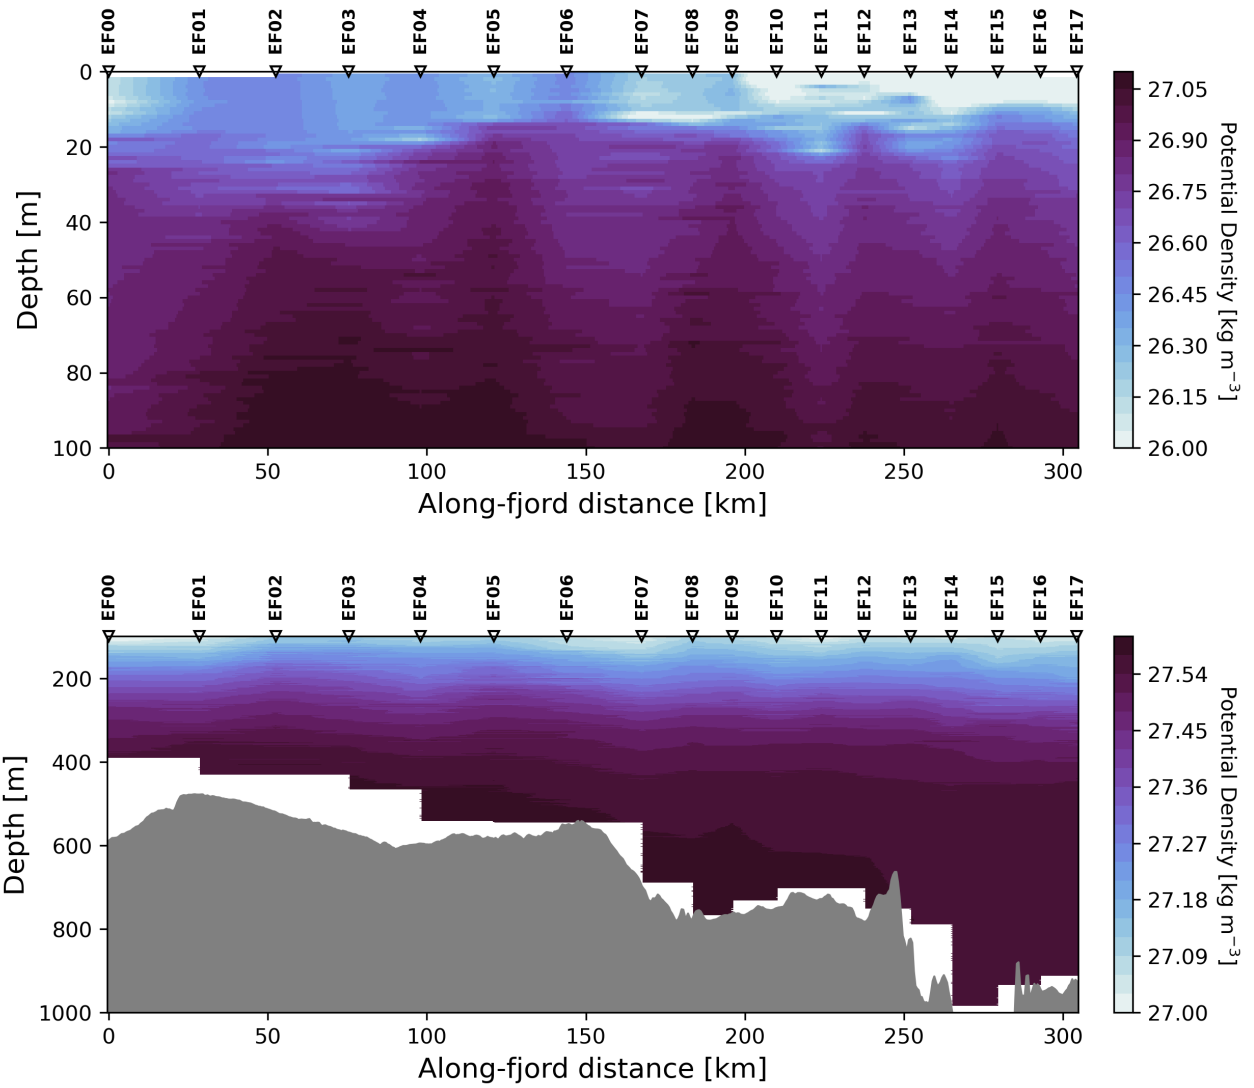 EF00 EF01 EF02 EF03 EF04 EF05 EF06 EF07 EF08 EF09 EF10 EF11 EF12 EF13 EF14 EF15 EF16 EF17
0
20
40
60
80
100
Depth [m]
0 50 100 150 200 250 300
Along-fjord distance [km]
27.05
26.90
26.75
26.60
26.45
26.30
26.15
26.00
Potential Density [kg m⁻³]
EF00 EF01 EF02 EF03 EF04 EF05 EF06 EF07 EF08 EF09 EF10 EF11 EF12 EF13 EF14 EF15 EF16 EF17
200
400
600
800
1000
Depth [m]
0 50 100 150 200 250 300
Along-fjord distance [km]
27.54
27.45
27.36
27.27
27.18
27.09
27.00
Potential Density [kg m⁻³]